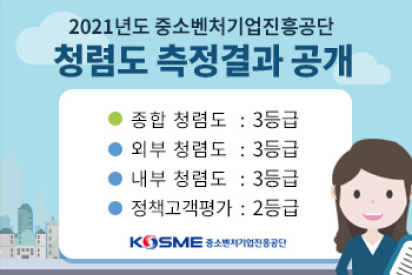 2021년도 중소벤처기업진흥공단
청렴도 측정결과 공개
종합 청렴도 : 3등급
외부 청렴도 : 3등급
내부 청렴도 : 3등급
정책고객평가 : 2등급
KOSME 중소벤처기업진흥공단